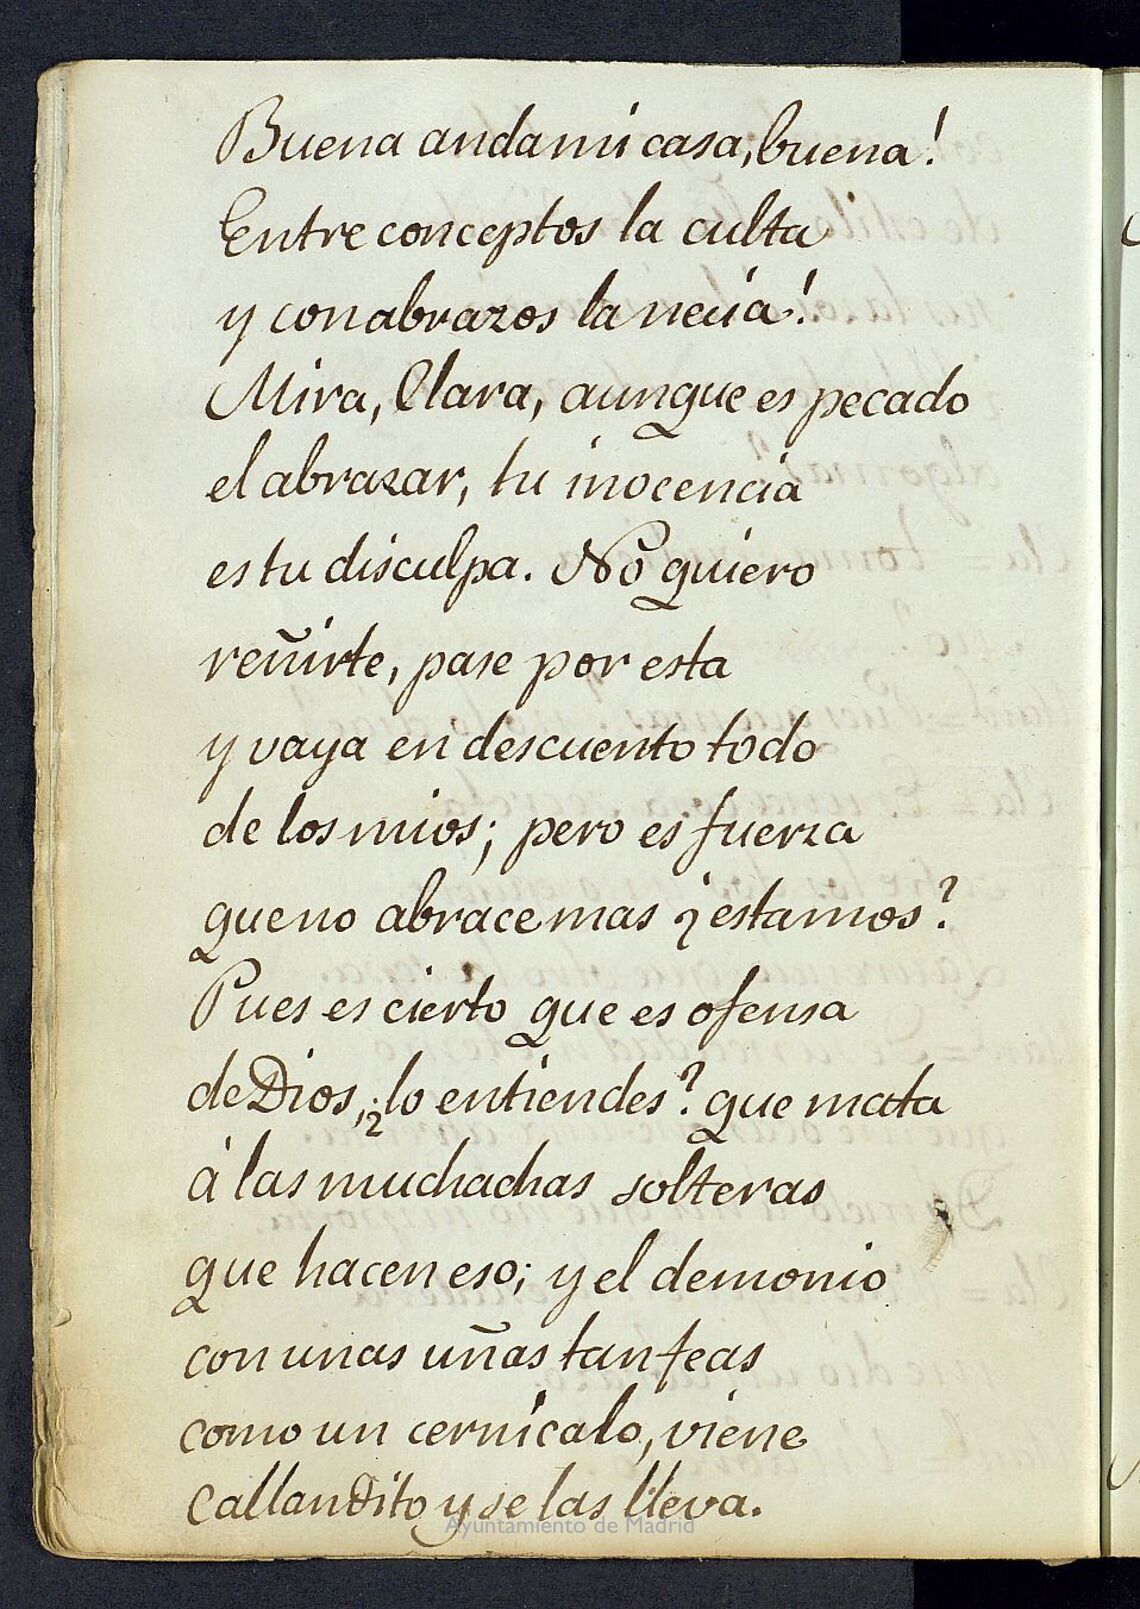 Buena anda mi casa, buena!
Entre conceptos la culta
y con abrazos la necia!
Mira, Clara, aunque es pecado
el abrazar, tu inocencia
es tu disculpa. No quiero
reñirte, pase por esta
y vaya en descuento todo
de los mios; pero es fuerza
que no abrace mas ¿estamos?
Pues es cierto que es ofensa
de Dios, ¿lo entiendes? que mata
á las muchachas solteras
que hacen eso; y el demonio
con unas uñas tan feas
como un cernícalo, viene
callandito y se las lleva.
Ayuntamiento de Madrid